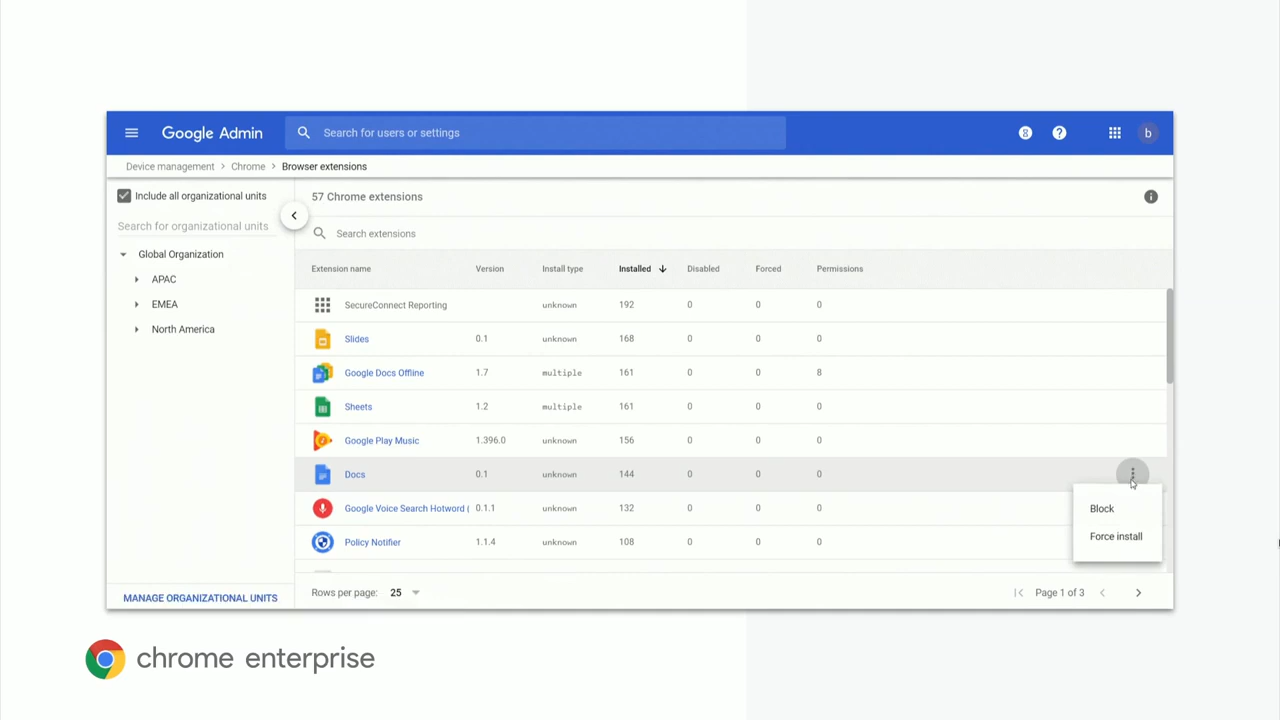 Google Admin
Search for users or settings
8
?
b
Device management > Chrome > Browser extensions
Include all organizational units
Search for organizational units
Global Organization
APAC
EMEA
North America
MANAGE ORGANIZATIONAL UNITS
57 Chrome extensions
Search extensions
Extension name Version Install type Installed Disabled Forced Permissions
SecureConnect Reporting unknown 192 0 0 0
Slides 0.1 unknown 168 0 0 0
Google Docs Offline 1.7 multiple 161 0 0 8
Sheets 1.2 multiple 161 0 0 0
Google Play Music 1.396.0 unknown 156 0 0 0
Docs 0.1 unknown 144 0 0 0
Google Voice Search Hotword ( 0.1.1 unknown 132 0 0 0
Policy Notifier 1.1.4 unknown 108 0 0 0
Block
Force install
Rows per page: 25
Page 1 of 3
chrome enterprise